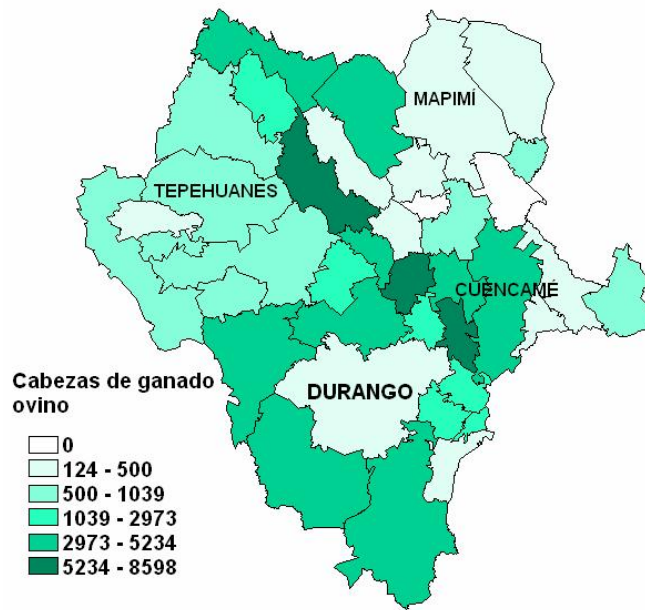 MAPIMÍ
TEPEHUANES
CUENCAMÉ
DURANGO
Cabezas de ganado
ovino
0
124 - 500
500 - 1039
1039 - 2973
2973 - 5234
5234 - 8598